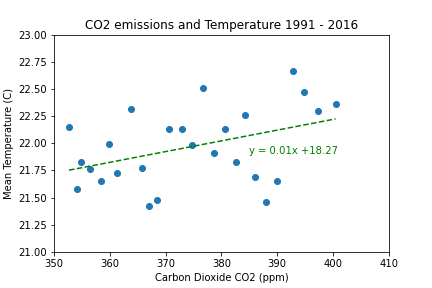 CO2 emissions and Temperature 1991 - 2016
23.00
22.75
22.50
22.25
22.00
21.75
21.50
21.25
21.00
Mean Temperature (C)
y = 0.01x +18.27
350 360 370 380 390 400 410
Carbon Dioxide CO2 (ppm)